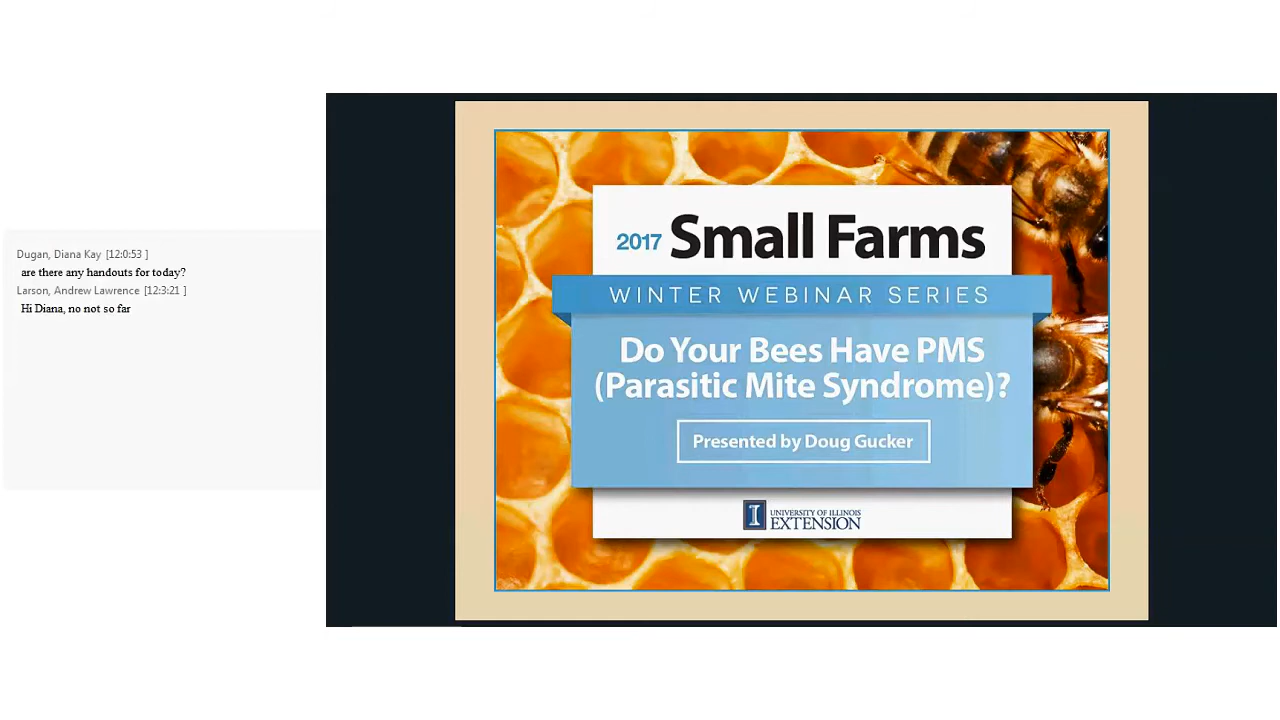 Dugan, Diana Kay [12:0:53 ]
are there any handouts for today?
Larson, Andrew Lawrence [12:3:21 ]
Hi Diana, no not so far
2017 Small Farms
WINTER WEBINAR SERIES
Do Your Bees Have PMS
(Parasitic Mite Syndrome)?
Presented by Doug Gucker
I UNIVERSITY OF ILLINOIS
EXTENSION